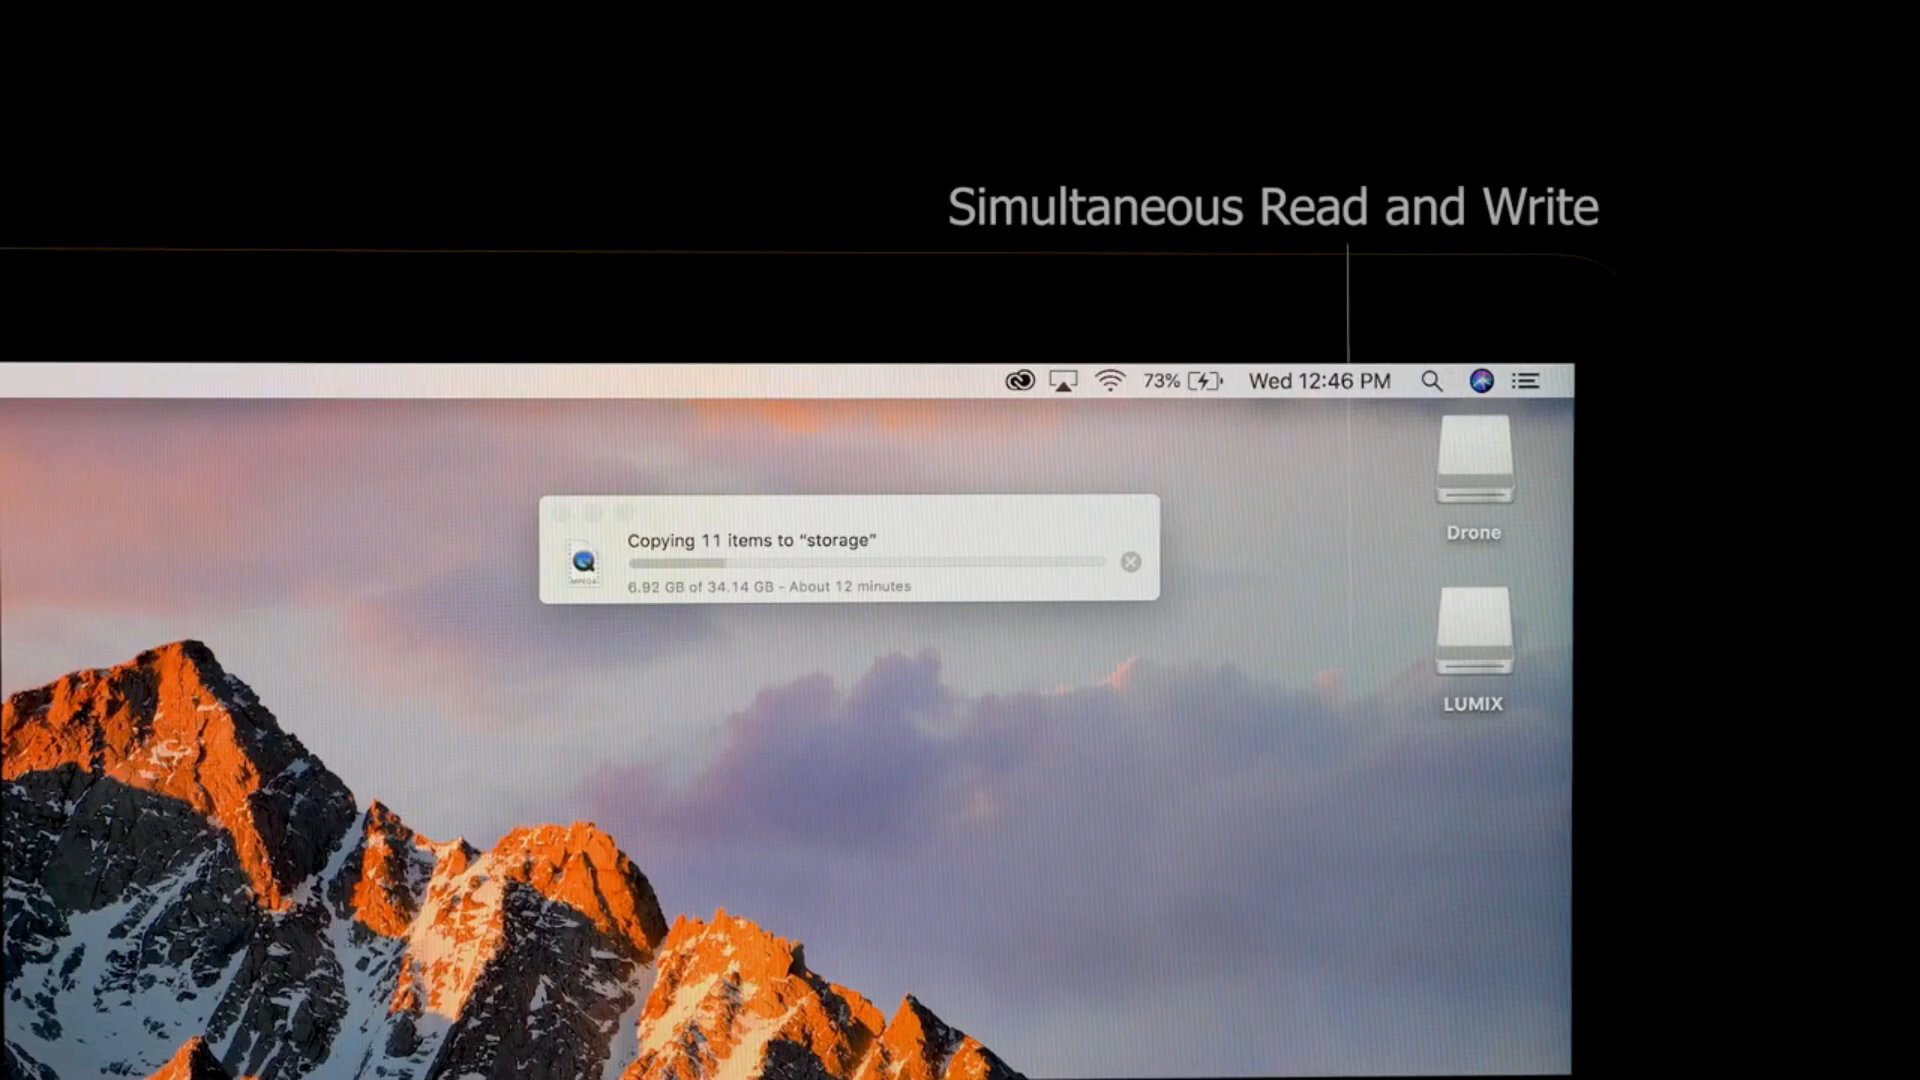 Simultaneous Read and Write
73%
Wed 12:46 PM
Copying 11 items to “storage”
MPEG4
6.92 GB of 34.14 GB - About 12 minutes
Drone
LUMIX